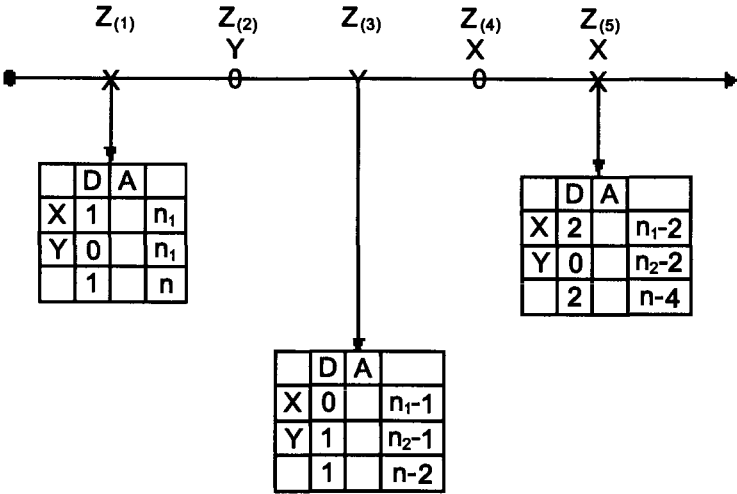 Z(1) Z(2) Z(3) Z(4) Z(5)
Y X X
X 0 Y 0 X
D A
X 1 n₁
Y 0 n₁
1 n
D A
X 2 n₁-2
Y 0 n₂-2
2 n-4
D A
X 0 n₁-1
Y 1 n₂-1
1 n-2